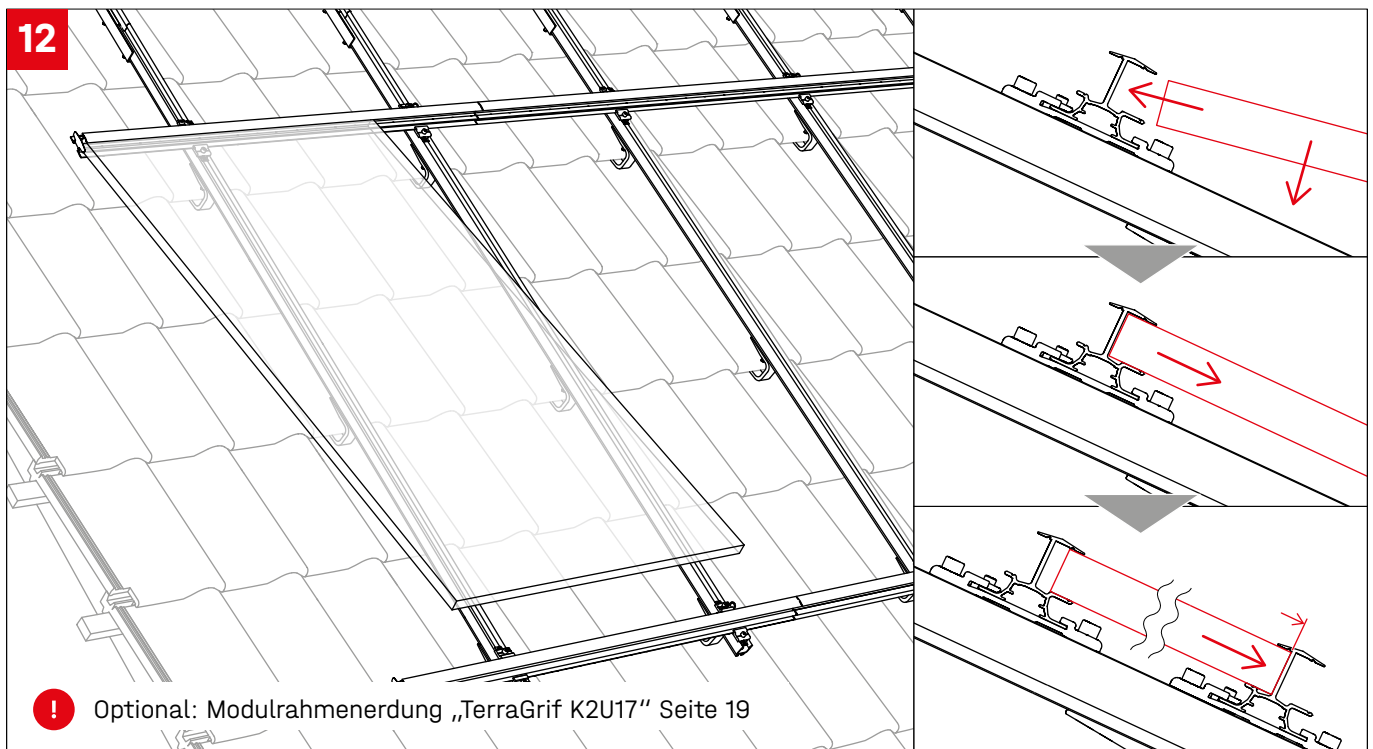 12
! Optional: Modulrahmenerdung „TerraGrif K2U17“ Seite 19